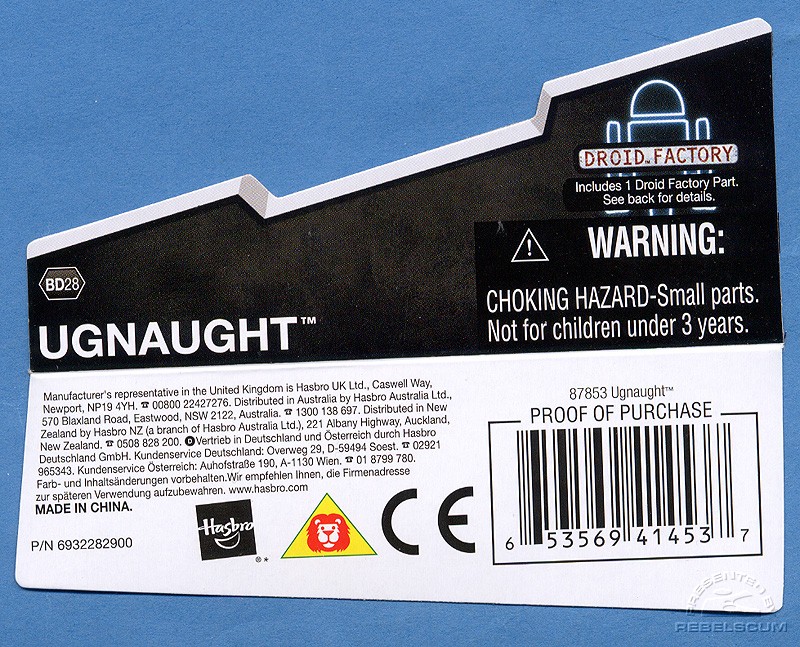 DROID™ FACTORY
Includes 1 Droid Factory Part.
See back for details.
WARNING:
CHOKING HAZARD-Small parts.
Not for children under 3 years.
BD28
UGNAUGHT™
Manufacturer's representative in the United Kingdom is Hasbro UK Ltd., Caswell Way,
Newport, NP19 4YH. ☎ 00800 22427276. Distributed in Australia by Hasbro Australia Ltd.,
570 Blaxland Road, Eastwood, NSW 2122, Australia. ☎ 1300 138 697. Distributed in New
Zealand by Hasbro NZ (a branch of Hasbro Australia Ltd.), 221 Albany Highway, Auckland,
New Zealand. ☎ 0508 828 200. D Vertrieb in Deutschland und Österreich durch Hasbro
Deutschland GmbH. Kundenservice Deutschland: Overweg 29, D-59494 Soest. ☎ 02921
965343. Kundenservice Österreich: Auhofstraße 190, A-1130 Wien. ☎ 01 8799 780.
Farb- und Inhaltsänderungen vorbehalten. Wir empfehlen Ihnen, die Firmenadresse
zur späteren Verwendung aufzubewahren. www.hasbro.com
MADE IN CHINA.
P/N 6932282900
Hasbro
®*
CE
87853 Ugnaught™
PROOF OF PURCHASE
6 53569 41453 7
PRESENTED BY
REBELSCUM